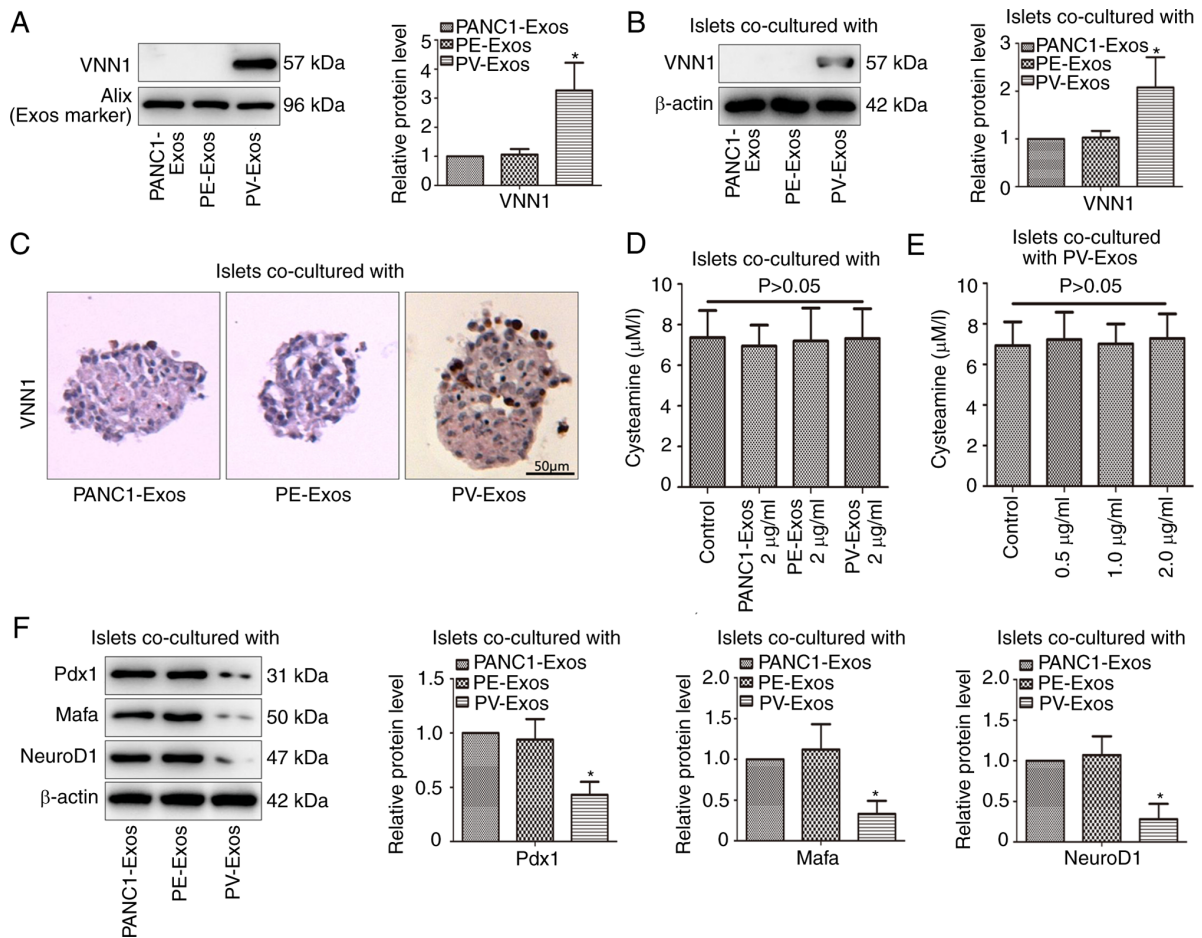 A
VNN1
57 kDa
Alix
(Exos marker)
96 kDa
PANC1-
Exos
PE-Exos
PV-Exos
Relative protein level
5
4
3
2
1
0
PANC1-Exos
PE-Exos
PV-Exos
*
VNN1
B
Islets co-cultured with
VNN1
57 kDa
β-actin
42 kDa
PANC1-
Exos
PE-Exos
PV-Exos
Islets co-cultured with
Relative protein level
3
2
1
0
PANC1-Exos
PE-Exos
PV-Exos
*
VNN1
C
Islets co-cultured with
VNN1
50μm
PANC1-Exos
PE-Exos
PV-Exos
D
Islets co-cultured with
P>0.05
Cysteamine (μM/l)
10
8
6
4
2
0
Control
PANC1-Exos
2 μg/ml
PE-Exos
2 μg/ml
PV-Exos
2 μg/ml
E
Islets co-cultured
with PV-Exos
P>0.05
Cysteamine (μM/l)
10
8
6
4
2
0
Control
0.5 μg/ml
1.0 μg/ml
2.0 μg/ml
F
Islets co-cultured with
Pdx1
31 kDa
Mafa
50 kDa
NeuroD1
47 kDa
β-actin
42 kDa
PANC1-Exos
PE-Exos
PV-Exos
Islets co-cultured with
Relative protein level
1.5
1.0
0.5
0.0
PANC1-Exos
PE-Exos
PV-Exos
*
Pdx1
Islets co-cultured with
Relative protein level
2.0
1.5
1.0
0.5
0.0
PANC1-Exos
PE-Exos
PV-Exos
*
Mafa
Islets co-cultured with
Relative protein level
2.0
1.5
1.0
0.5
0.0
PANC1-Exos
PE-Exos
PV-Exos
*
NeuroD1